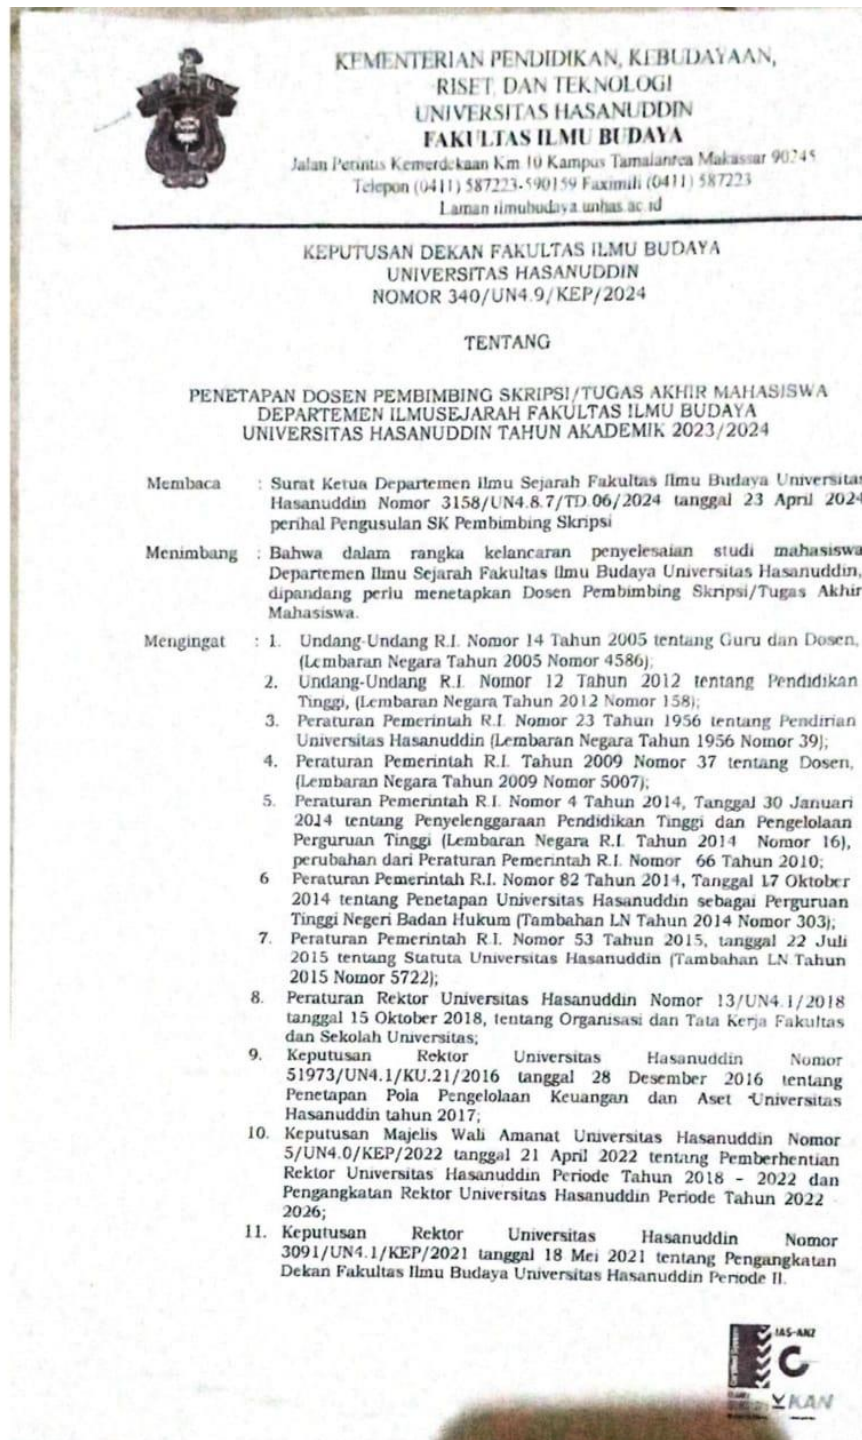 KEMENTERIAN PENDIDIKAN, KEBUDAYAAN,
RISET, DAN TEKNOLOGI
UNIVERSITAS HASANUDDIN
FAKULTAS ILMU BUDAYA
Jalan Perintis Kemerdekaan Km 10 Kampus Tamalanrea Makassar 90245
Telepon (0411) 587223-590159 Faximili (0411) 587223
Laman ilmubudaya.unhas.ac.id
KEPUTUSAN DEKAN FAKULTAS ILMU BUDAYA
UNIVERSITAS HASANUDDIN
NOMOR 340/UN4.9/KEP/2024
TENTANG
PENETAPAN DOSEN PEMBIMBING SKRIPSI/TUGAS AKHIR MAHASISWA
DEPARTEMEN ILMUSEJARAH FAKULTAS ILMU BUDAYA
UNIVERSITAS HASANUDDIN TAHUN AKADEMIK 2023/2024
Membaca : Surat Ketua Departemen Ilmu Sejarah Fakultas Ilmu Budaya Universitas
Hasanuddin Nomor 3158/UN4.8.7/TD.06/2024 tanggal 23 April 2024
perihal Pengusulan SK Pembimbing Skripsi
Menimbang : Bahwa dalam rangka kelancaran penyelesaian studi mahasiswa
Departemen Ilmu Sejarah Fakultas Ilmu Budaya Universitas Hasanuddin,
dipandang perlu menetapkan Dosen Pembimbing Skripsi/Tugas Akhir
Mahasiswa.
Mengingat : 1. Undang-Undang R.I. Nomor 14 Tahun 2005 tentang Guru dan Dosen,
(Lembaran Negara Tahun 2005 Nomor 4586);
2. Undang-Undang R.I. Nomor 12 Tahun 2012 tentang Pendidikan
Tinggi, (Lembaran Negara Tahun 2012 Nomor 158);
3. Peraturan Pemerintah R.I. Nomor 23 Tahun 1956 tentang Pendirian
Universitas Hasanuddin (Lembaran Negara Tahun 1956 Nomor 39);
4. Peraturan Pemerintah R.I. Tahun 2009 Nomor 37 tentang Dosen,
(Lembaran Negara Tahun 2009 Nomor 5007);
5. Peraturan Pemerintah R.I. Nomor 4 Tahun 2014, Tanggal 30 Januari
2014 tentang Penyelenggaraan Pendidikan Tinggi dan Pengelolaan
Perguruan Tinggi (Lembaran Negara R.I. Tahun 2014 Nomor 16),
perubahan dari Peraturan Pemerintah R.I. Nomor 66 Tahun 2010;
6 Peraturan Pemerintah R.I. Nomor 82 Tahun 2014, Tanggal 17 Oktober
2014 tentang Penetapan Universitas Hasanuddin sebagai Perguruan
Tinggi Negeri Badan Hukum (Tambahan LN Tahun 2014 Nomor 303);
7. Peraturan Pemerintah R.I. Nomor 53 Tahun 2015, tanggal 22 Juli
2015 tentang Statuta Universitas Hasanuddin (Tambahan LN Tahun
2015 Nomor 5722);
8. Peraturan Rektor Universitas Hasanuddin Nomor 13/UN4.1/2018
tanggal 15 Oktober 2018, tentang Organisasi dan Tata Kerja Fakultas
dan Sekolah Universitas;
9. Keputusan Rektor Universitas Hasanuddin Nomor
51973/UN4.1/KU.21/2016 tanggal 28 Desember 2016 tentang
Penetapan Pola Pengelolaan Keuangan dan Aset Universitas
Hasanuddin tahun 2017;
10. Keputusan Majelis Wali Amanat Universitas Hasanuddin Nomor
5/UN4.0/KEP/2022 tanggal 21 April 2022 tentang Pemberhentian
Rektor Universitas Hasanuddin Periode Tahun 2018 - 2022 dan
Pengangkatan Rektor Universitas Hasanuddin Periode Tahun 2022 -
2026;
11. Keputusan Rektor Universitas Hasanuddin Nomor
3091/UN4.1/KEP/2021 tanggal 18 Mei 2021 tentang Pengangkatan
Dekan Fakultas Ilmu Budaya Universitas Hasanuddin Periode II.
IAS-ANZ
KAN